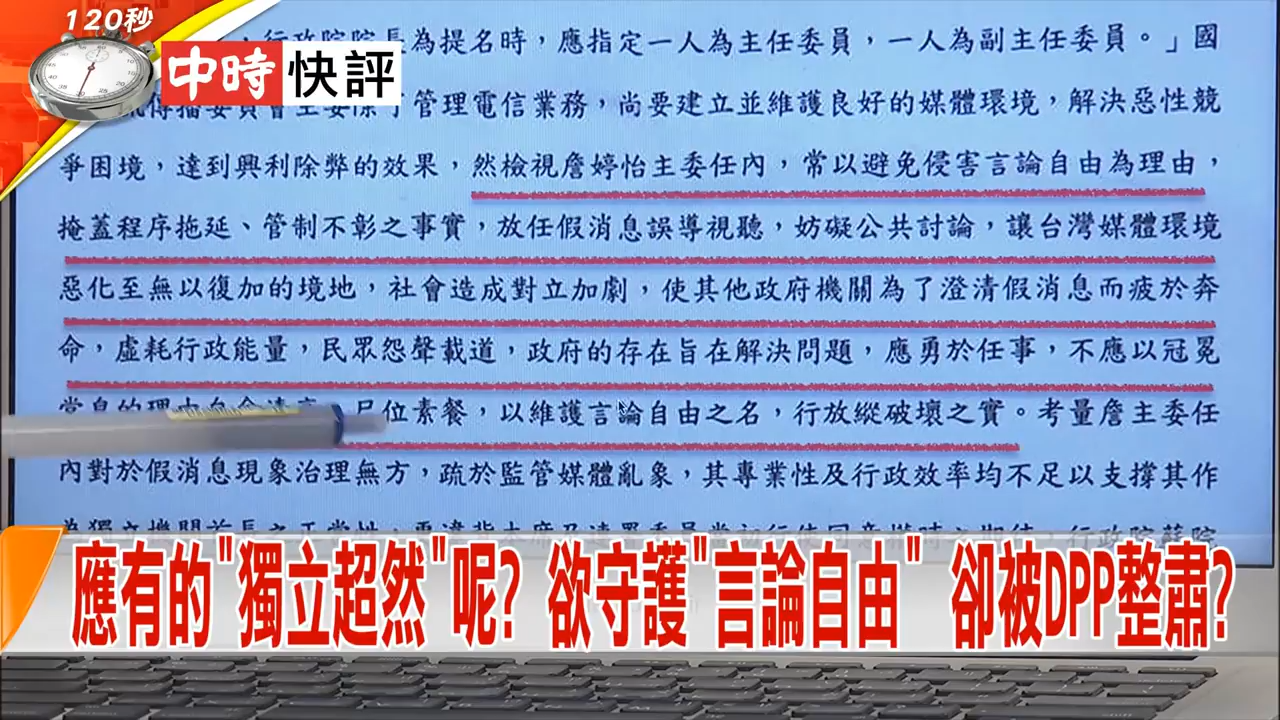 120秒
中時快評
行政院院長為提名時，應指定一人為主任委員，一人為副主任委員。」國
傳播委員會主委除了管理電信業務，尚要建立並維護良好的媒體環境，解決惡性競
爭困境，達到興利除弊的效果，然檢視詹婷怡主委任內，常以避免侵害言論自由為理由，
掩蓋程序拖延、管制不彰之事實，放任假消息誤導視聽，妨礙公共討論，讓台灣媒體環境
惡化至無以復加的境地，社會造成對立加劇，使其他政府機關為了澄清假消息而疲於奔
命，虛耗行政能量，民眾怨聲載道，政府的存在旨在解決問題，應勇於任事，不應以冠冕
尸位素餐，以維護言論自由之名，行放縱破壞之實。考量詹主委任
內對於假消息現象治理無方，疏於監管媒體亂象，其專業性及行政效率均不足以支撐其作
應有的"獨立超然"呢? 欲守護"言論自由" 卻被DPP整肅?